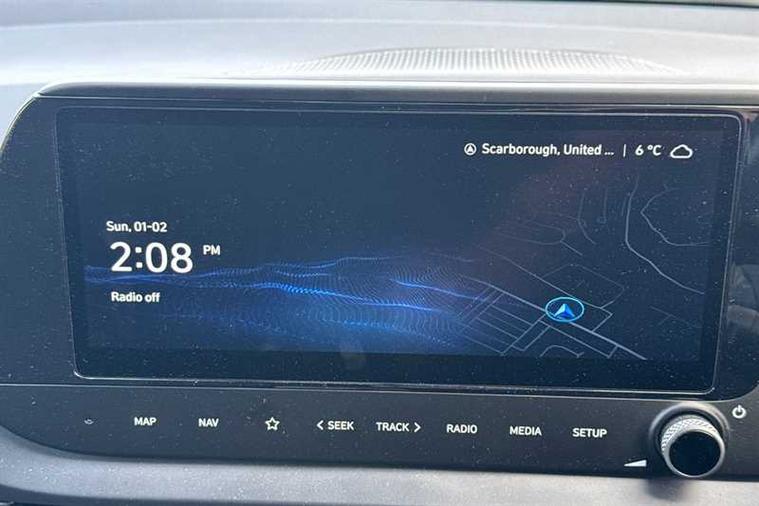 Scarborough, United ... | 6 °C
Sun, 01-02
2:08 PM
Radio off
MAP NAV < SEEK TRACK > RADIO MEDIA SETUP